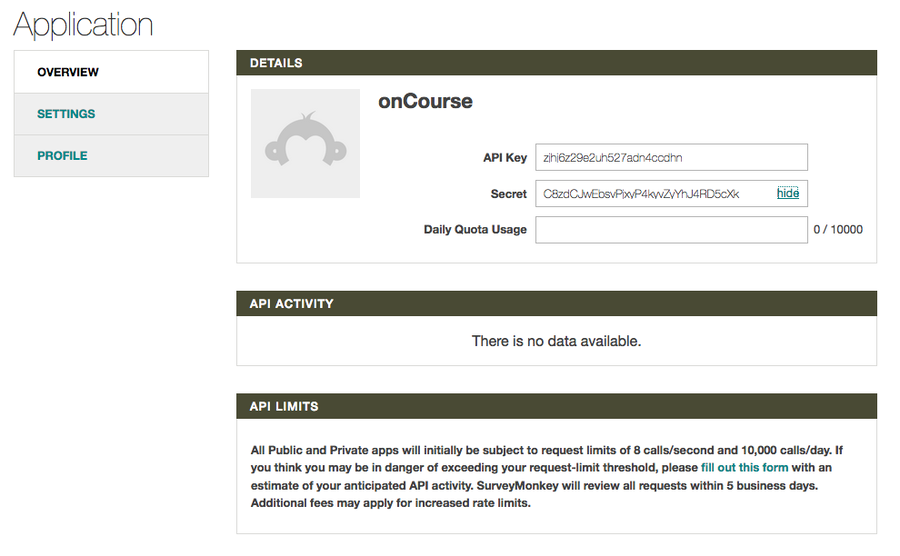 Application
OVERVIEW
SETTINGS
PROFILE
DETAILS
onCourse
API Key zjhj6z29e2uh527adn4ccdhn
Secret C8zdCJwEbsvPjxyP4kyvZyYhJ4RD5cXk hide
Daily Quota Usage 0 / 10000
API ACTIVITY
There is no data available.
API LIMITS
All Public and Private apps will initially be subject to request limits of 8 calls/second and 10,000 calls/day. If
you think you may be in danger of exceeding your request-limit threshold, please fill out this form with an
estimate of your anticipated API activity. SurveyMonkey will review all requests within 5 business days.
Additional fees may apply for increased rate limits.